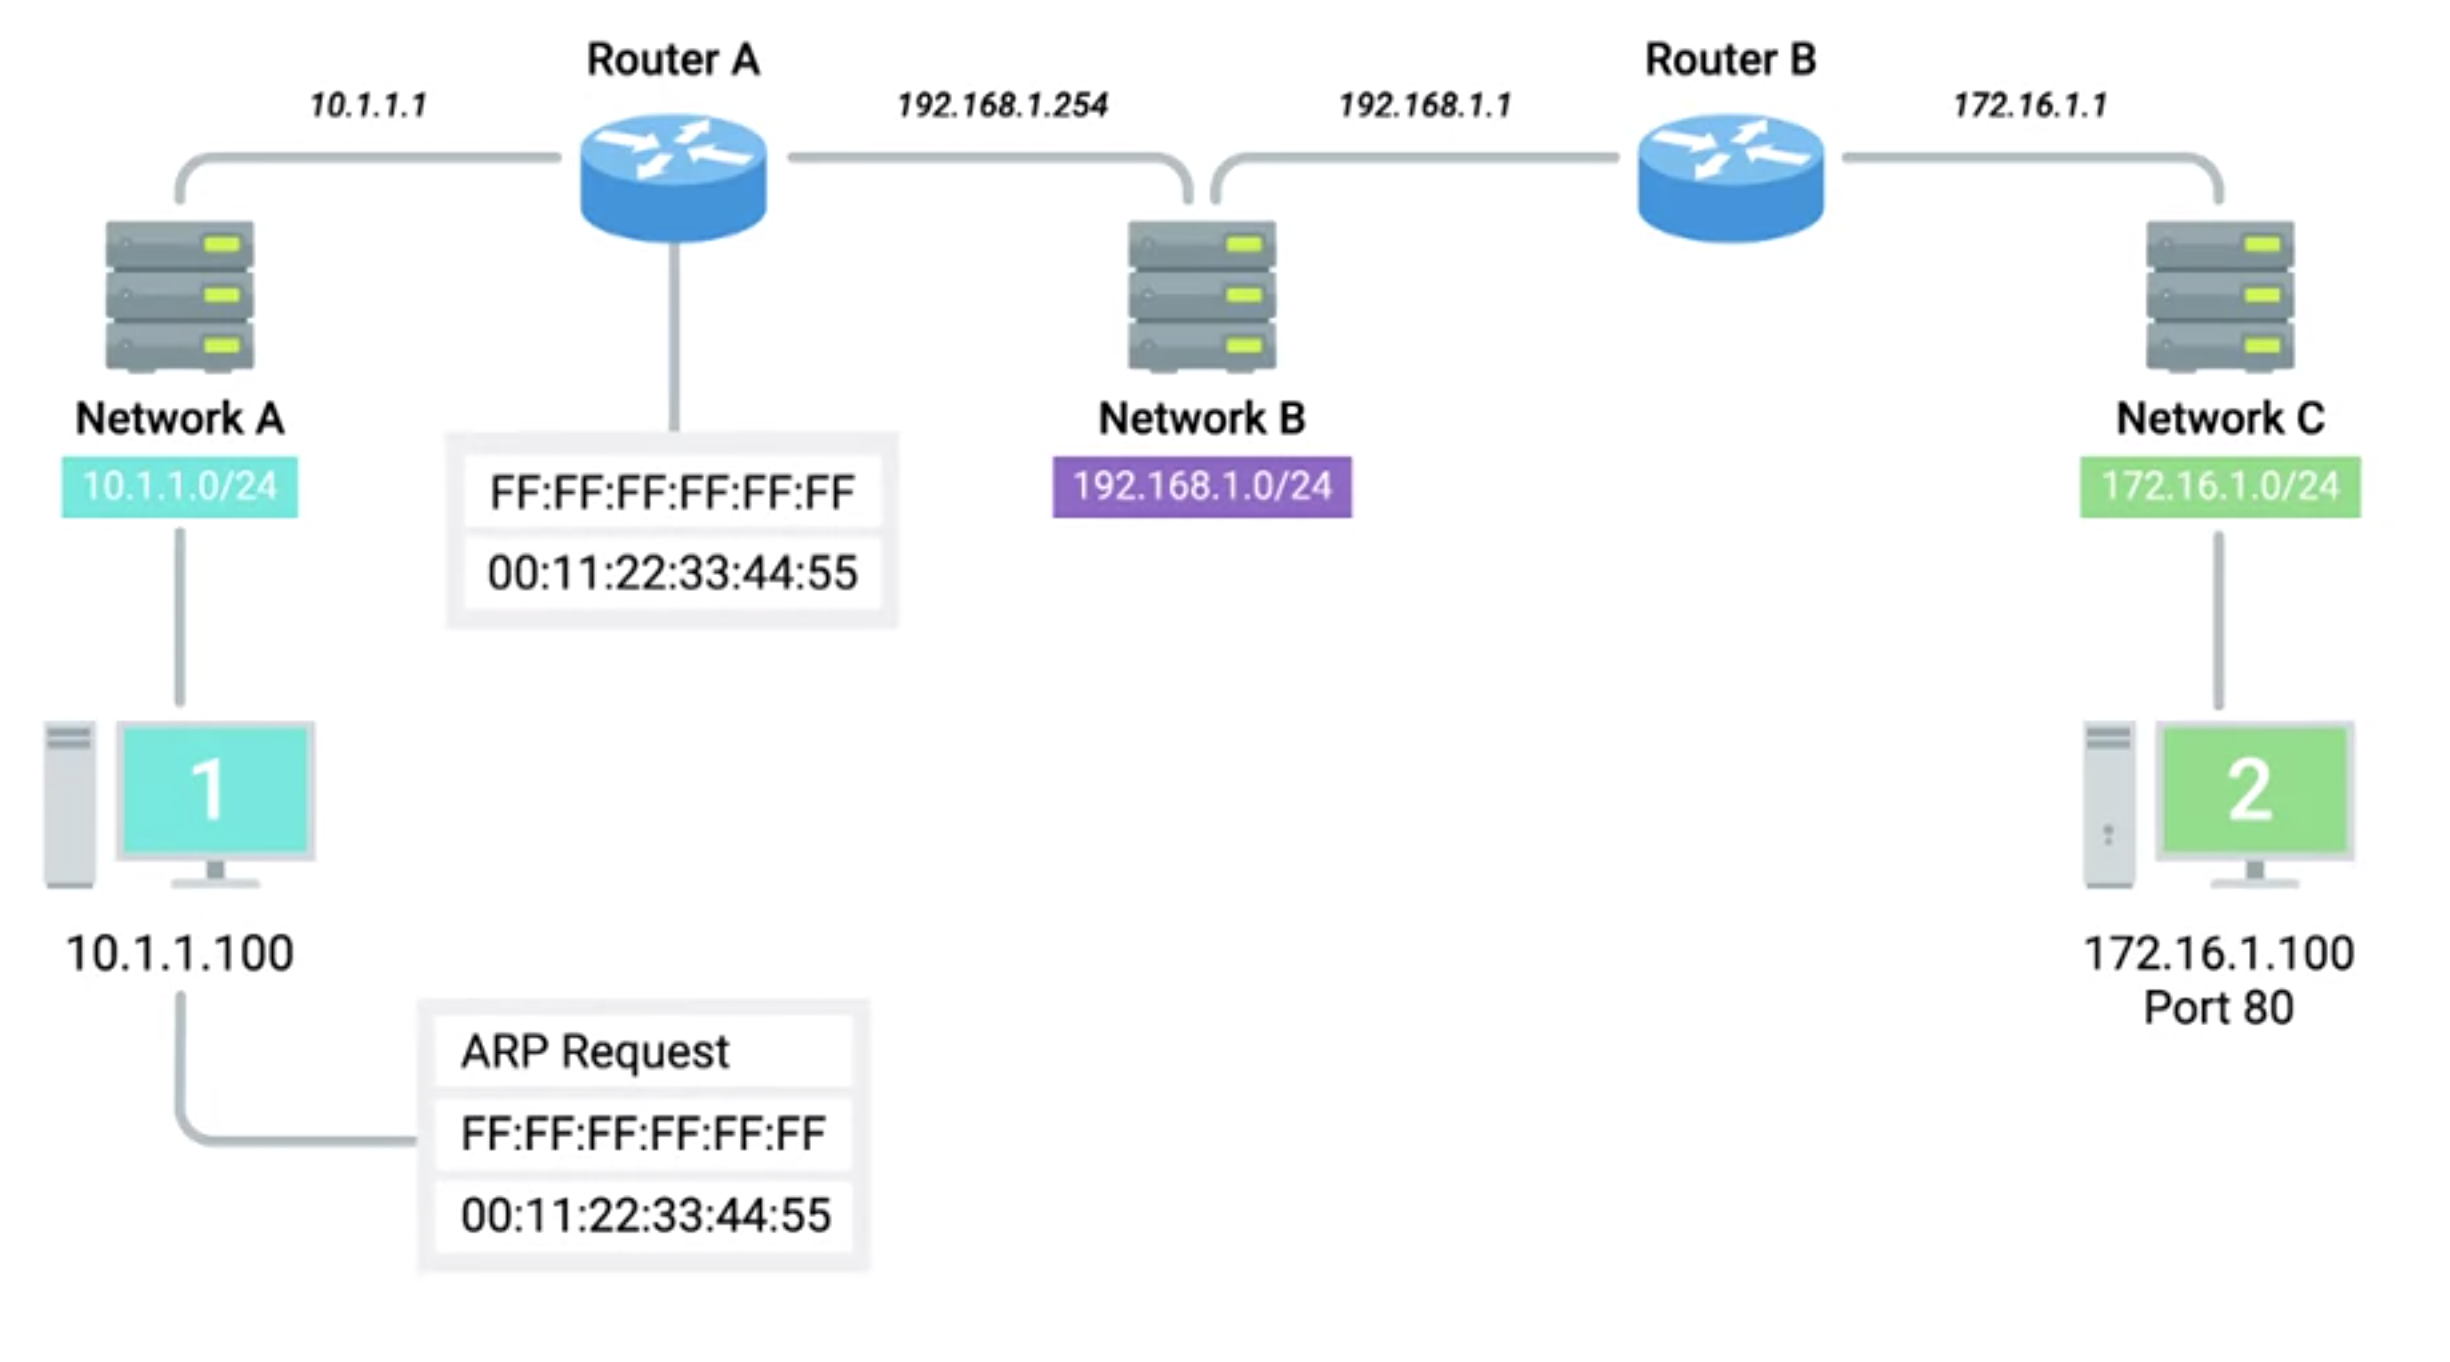 Router A
Router B
10.1.1.1
192.168.1.254
192.168.1.1
172.16.1.1
Network A
10.1.1.0/24
FF:FF:FF:FF:FF:FF
00:11:22:33:44:55
Network B
192.168.1.0/24
Network C
172.16.1.0/24
1
2
10.1.1.100
172.16.1.100
Port 80
ARP Request
FF:FF:FF:FF:FF:FF
00:11:22:33:44:55